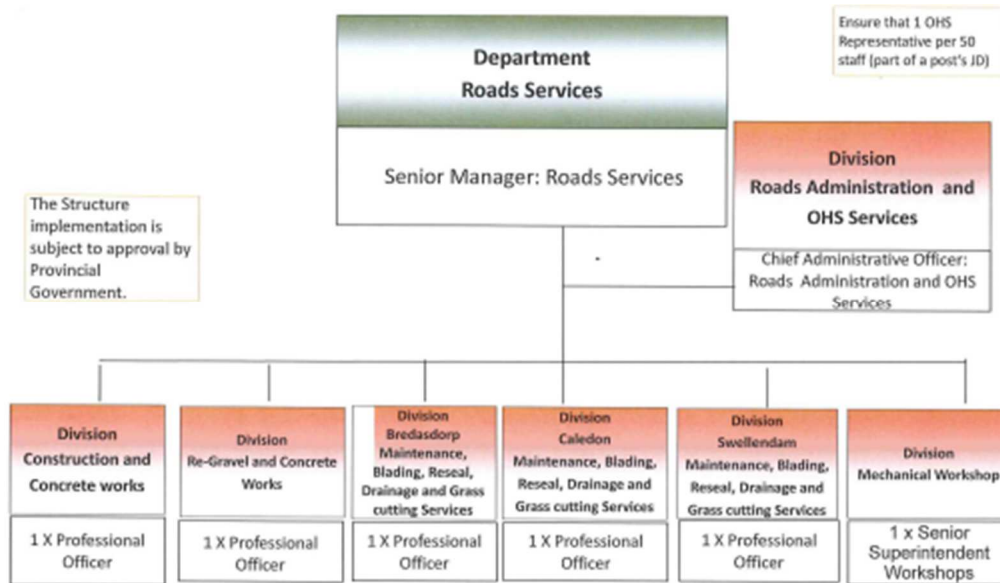 Ensure that 1 OHS
Representative per 50
staff (part of a post's JD)
Department
Roads Services
Senior Manager: Roads Services
Division
Roads Administration and
OHS Services
Chief Administrative Officer:
Roads Administration and OHS
Services
The Structure
implementation is
subject to approval by
Provincial
Government.
Division
Construction and
Concrete works
1 X Professional
Officer
Division
Re-Gravel and Concrete
Works
1 X Professional
Officer
Division
Bredasdorp
Maintenance,
Blading, Reseal,
Drainage and Grass
cutting Services
1 X Professional
Officer
Division
Caledon
Maintenance, Blading,
Reseal, Drainage and
Grass cutting Services
1 X Professional
Officer
Division
Swellendam
Maintenance, Blading,
Reseal, Drainage and
Grass cutting Services
1 X Professional
Officer
Division
Mechanical Workshop
1 x Senior
Superintendent
Workshops